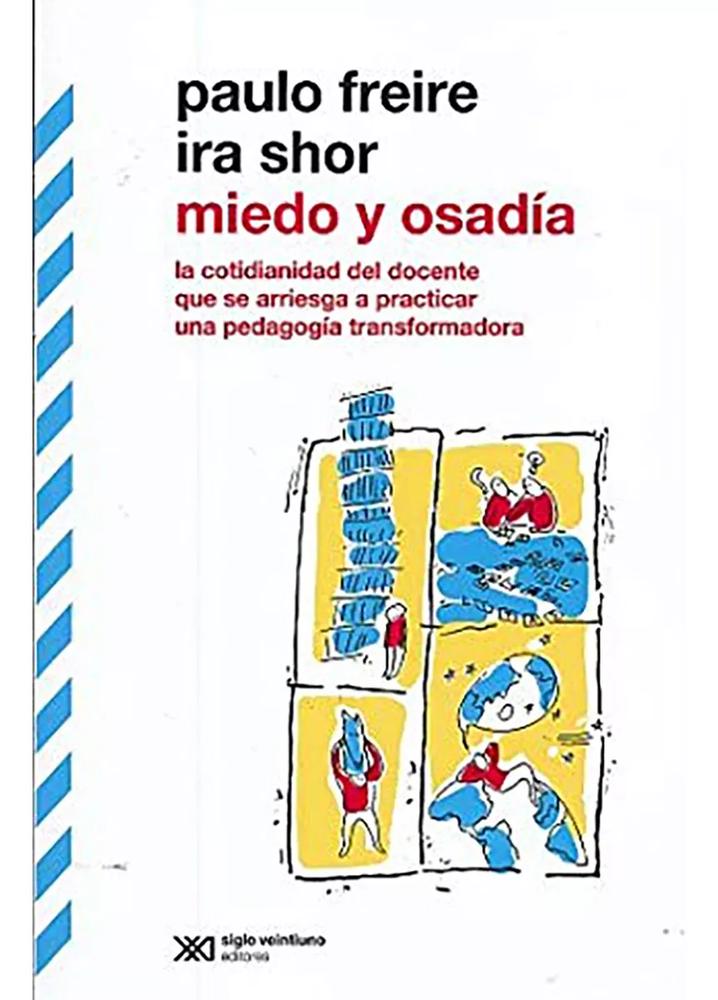 paulo freire
ira shor
miedo y osadía
la cotidianidad del docente
que se arriesga a practicar
una pedagogía transformadora
siglo veintiuno
editores